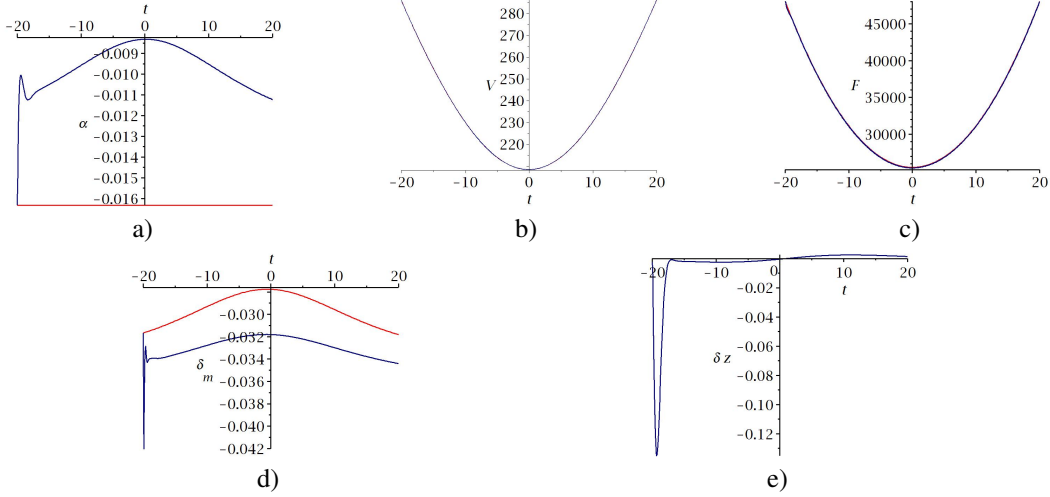 t
−20 −10 0 10 20
−0.009
−0.010
−0.011
α
−0.012
−0.013
−0.014
−0.015
−0.016
a)
280
270
260
V
250
240
230
220
−20 −10 0 10 20
t
b)
45000
40000
F
35000
30000
−20 −10 0 10 20
t
c)
t
−20 −10 0 10 20
−0.030
−0.032
−0.034
δm
−0.036
−0.038
−0.040
−0.042
d)
−20 −10 0 10 20
t
−0.02
−0.04
−0.06
δz
−0.08
−0.10
−0.12
e)